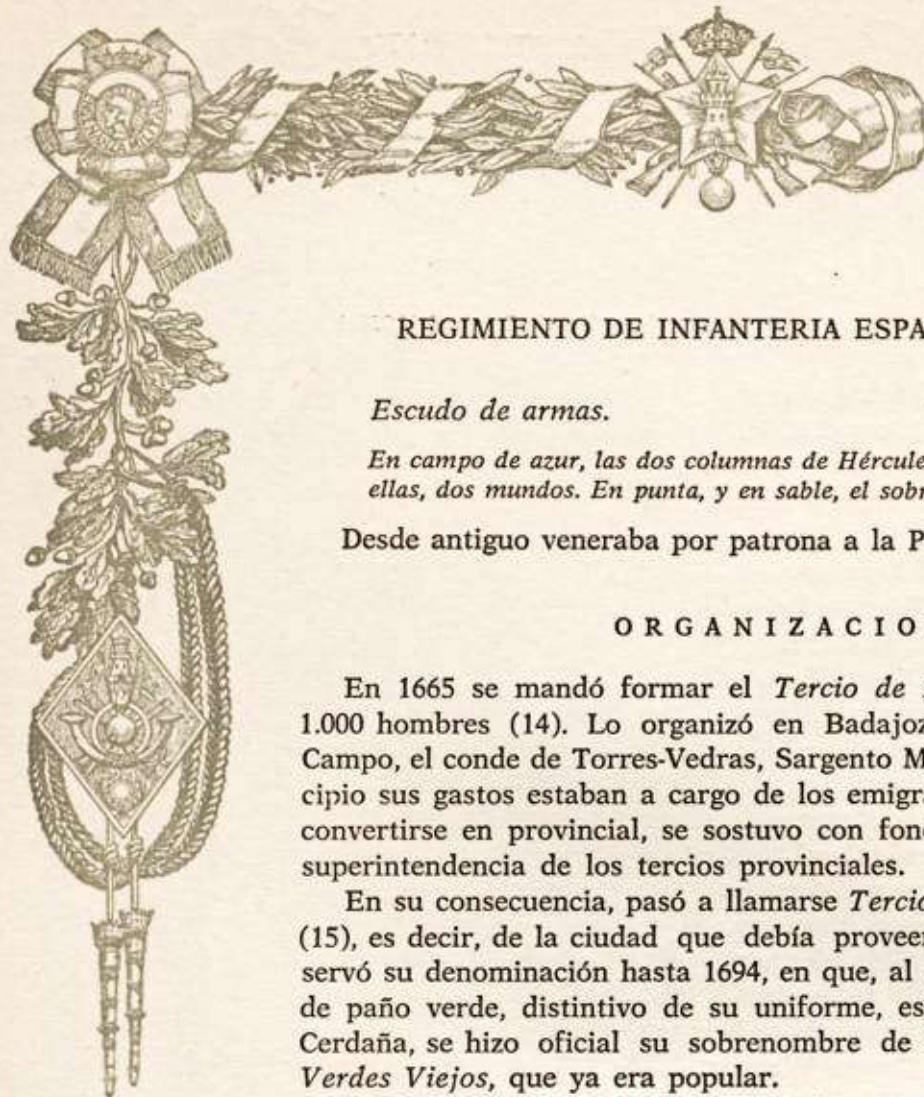 REGIMIENTO DE INFANTERIA ESPA
Escudo de armas.
En campo de azur, las dos columnas de Hércule
ellas, dos mundos. En punta, y en sable, el sobr
Desde antiguo veneraba por patrona a la P
ORGANIZACIO
En 1665 se mandó formar el Tercio de
1.000 hombres (14). Lo organizó en Badajoz
Campo, el conde de Torres-Vedras, Sargento M
cipio sus gastos estaban a cargo de los emigra
convertirse en provincial, se sostuvo con fond
superintendencia de los tercios provinciales.
En su consecuencia, pasó a llamarse Tercio
(15), es decir, de la ciudad que debía proveer
servó su denominación hasta 1694, en que, al
de paño verde, distintivo de su uniforme, es
Cerdaña, se hizo oficial su sobrenombre de
Verdes Viejos, que ya era popular.